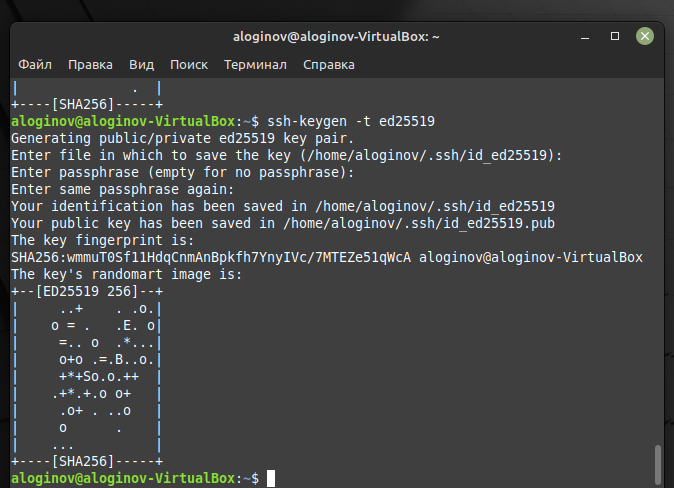 aloginov@aloginov-VirtualBox: ~
Файл Правка Вид Поиск Терминал Справка
|              .  |
+----[SHA256]-----+
aloginov@aloginov-VirtualBox:~$ ssh-keygen -t ed25519
Generating public/private ed25519 key pair.
Enter file in which to save the key (/home/aloginov/.ssh/id_ed25519):
Enter passphrase (empty for no passphrase):
Enter same passphrase again:
Your identification has been saved in /home/aloginov/.ssh/id_ed25519
Your public key has been saved in /home/aloginov/.ssh/id_ed25519.pub
The key fingerprint is:
SHA256:wmmuT0Sf11HdqCnmAnBpkfh7YnyIVc/7MTEZe51qWcA aloginov@aloginov-VirtualBox
The key's randomart image is:
+--[ED25519 256]--+
|     ..+    . .o.|
|    o = .   .E. o|
|     =.. o  .*...|
|     o+o .=.B..o.|
|     +*+So.o.++  |
|    .+*.+.o o+   |
|     .o+ . ..o   |
|     o      .    |
|    ...          |
+----[SHA256]-----+
aloginov@aloginov-VirtualBox:~$